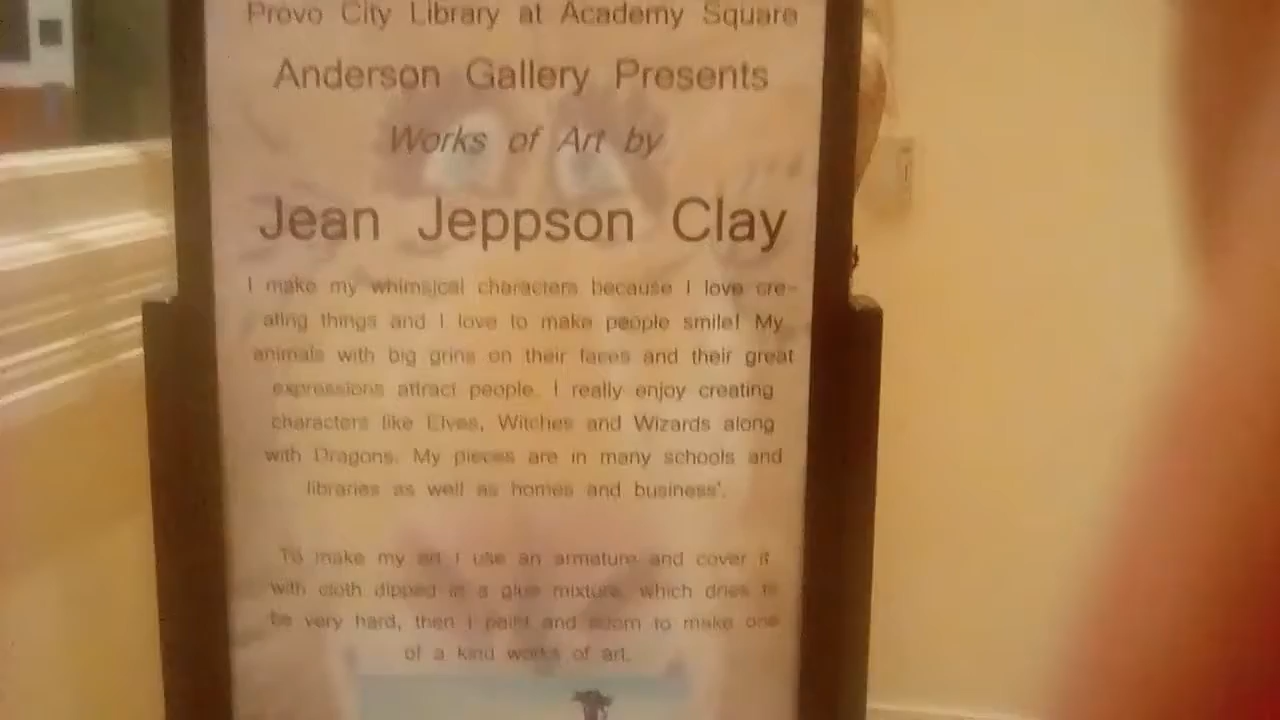 Provo City Library at Academy Square
Anderson Gallery Presents
Works of Art by
Jean Jeppson Clay
I make my whimsical characters because I love cre-
ating things and I love to make people smile! My
animals with big grins on their faces and their great
expressions attract people. I really enjoy creating
characters like Elves, Witches and Wizards along
with Dragons. My pieces are in many schools and
libraries as well as homes and business'.
To make my art I use an armature and cover it
with cloth dipped in a glue mixture, which dries to
be very hard, then I paint and adorn to make one
of a kind works of art.